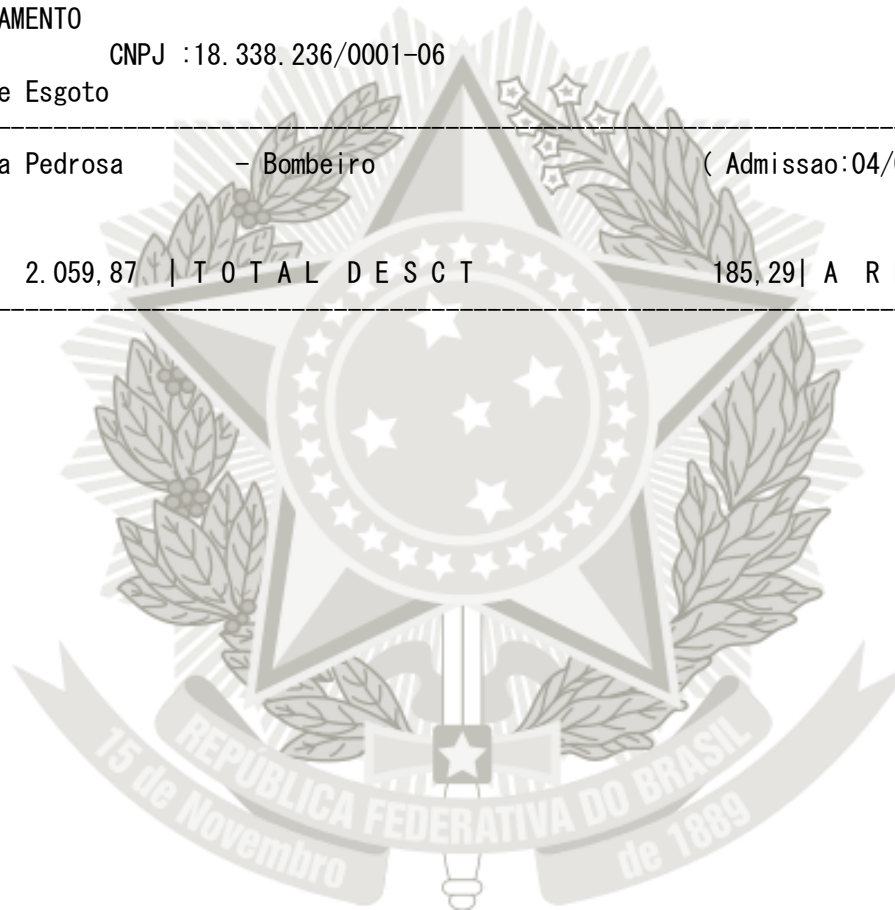 AMENTO
CNPJ :18.338.236/0001-06
e Esgoto
a Pedrosa - Bombeiro ( Admissao:04/
2.059,87 | T O T A L D E S C T 185,29| A R
REPÚBLICA FEDERATIVA DO BRASIL
15 de Novembro de 1889